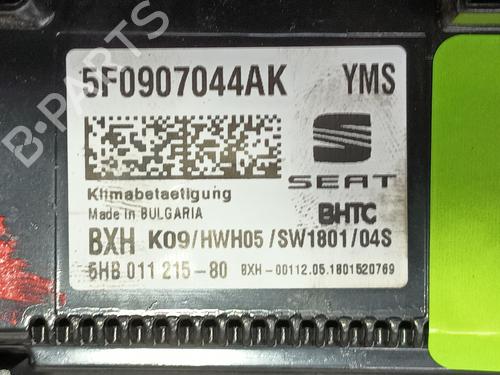 B-PARTS
5F0907044AK YMS
SEAT
Klimabetaetigung
Made in BULGARIA
BHTC
BXH K09/HWH05/SW1801/04S
5HB 011 215-80 BXH-00112.05.1801520769